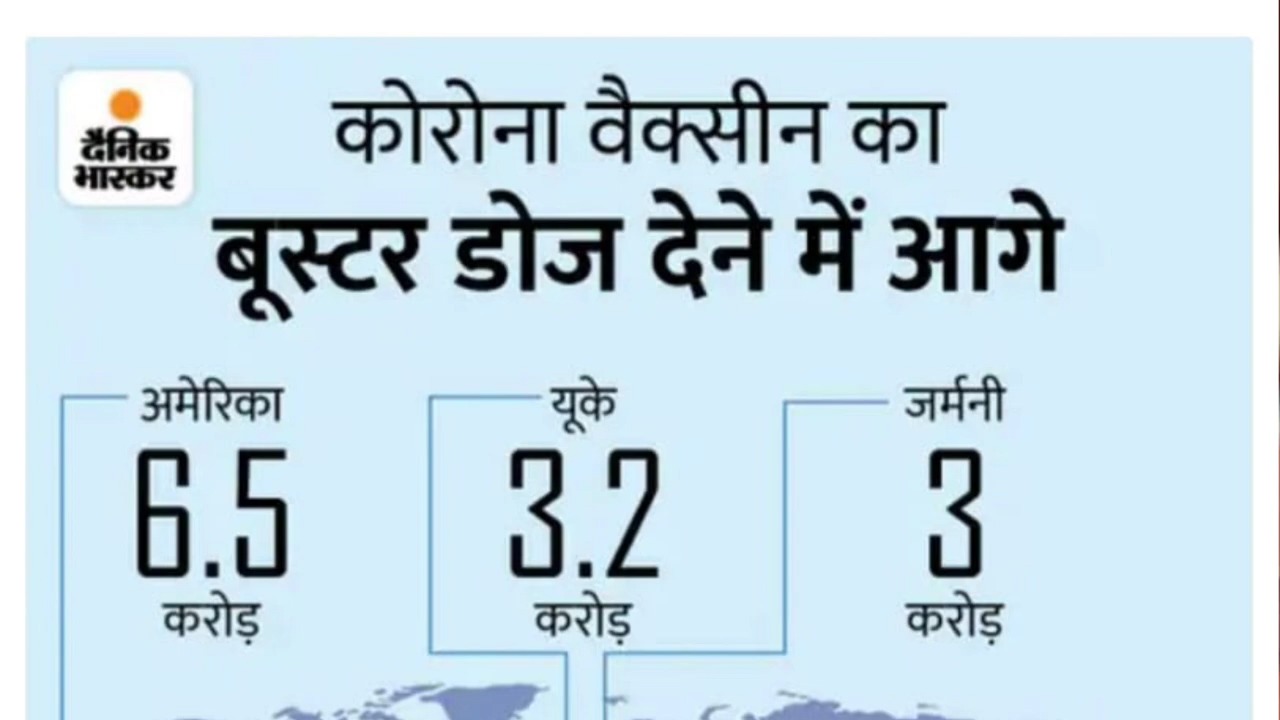 दैनिक
भास्कर
कोरोना वैक्सीन का
बूस्टर डोज देने में आगे
अमेरिका
6.5
करोड़
यूके
3.2
करोड़
जर्मनी
3
करोड़